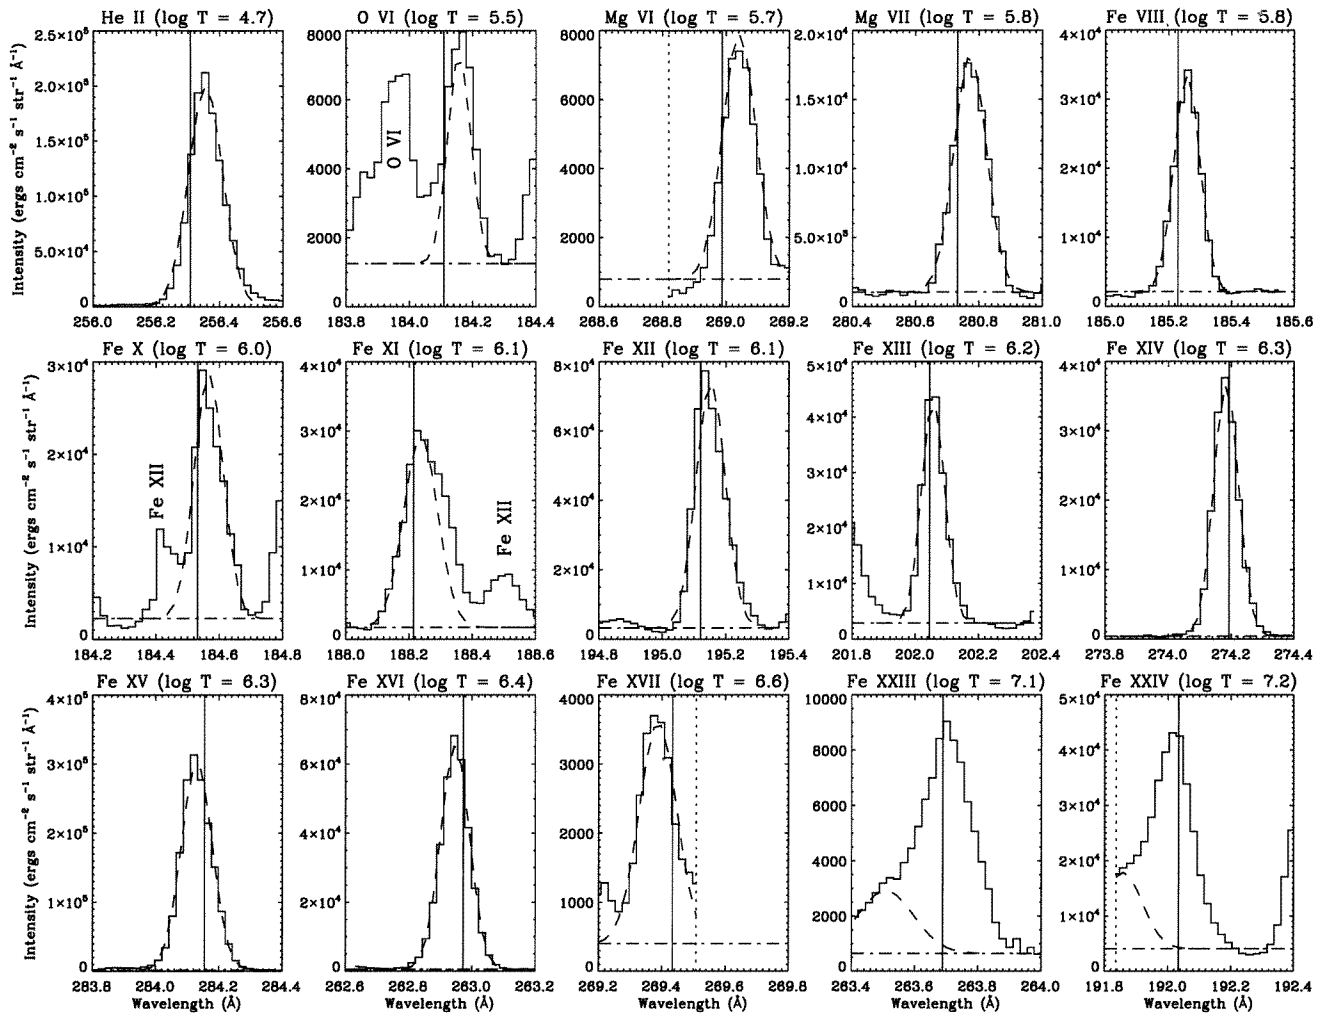 He II (log T = 4.7)
O VI (log T = 5.5)
Mg VI (log T = 5.7)
Mg VII (log T = 5.8)
Fe VIII (log T = 5.8)
Intensity (ergs cm⁻² s⁻¹ str⁻¹ Å⁻¹)
2.5×10⁵
2.0×10⁵
1.5×10⁵
1.0×10⁵
5.0×10⁴
0
256.0 256.2 256.4 256.6
8000
6000
4000
2000
0
O VI
183.8 184.0 184.2 184.4
8000
6000
4000
2000
0
268.6 268.8 269.0 269.2
2.0×10⁴
1.5×10⁴
1.0×10⁴
5.0×10³
0
280.4 280.6 280.8 281.0
4×10⁴
3×10⁴
2×10⁴
1×10⁴
0
185.0 185.2 185.4 185.6
Fe X (log T = 6.0)
Fe XI (log T = 6.1)
Fe XII (log T = 6.1)
Fe XIII (log T = 6.2)
Fe XIV (log T = 6.3)
Intensity (ergs cm⁻² s⁻¹ str⁻¹ Å⁻¹)
3×10⁴
2×10⁴
1×10⁴
0
Fe XII
184.2 184.4 184.6 184.8
4×10⁴
3×10⁴
2×10⁴
1×10⁴
0
Fe XII
188.0 188.2 188.4 188.6
8×10⁴
6×10⁴
4×10⁴
2×10⁴
0
194.8 195.0 195.2 195.4
5×10⁴
4×10⁴
3×10⁴
2×10⁴
1×10⁴
0
201.8 202.0 202.2 202.4
4×10⁴
3×10⁴
2×10⁴
1×10⁴
0
273.8 274.0 274.2 274.4
Fe XV (log T = 6.3)
Fe XVI (log T = 6.4)
Fe XVII (log T = 6.6)
Fe XXIII (log T = 7.1)
Fe XXIV (log T = 7.2)
Intensity (ergs cm⁻² s⁻¹ str⁻¹ Å⁻¹)
4×10⁵
3×10⁵
2×10⁵
1×10⁵
0
283.8 284.0 284.2 284.4
Wavelength (Å)
8×10⁴
6×10⁴
4×10⁴
2×10⁴
0
262.6 262.8 263.0 263.2
Wavelength (Å)
4000
3000
2000
1000
0
269.2 269.4 269.6 269.8
Wavelength (Å)
10000
8000
6000
4000
2000
0
263.4 263.6 263.8 264.0
Wavelength (Å)
5×10⁴
4×10⁴
3×10⁴
2×10⁴
1×10⁴
0
191.8 192.0 192.2 192.4
Wavelength (Å)